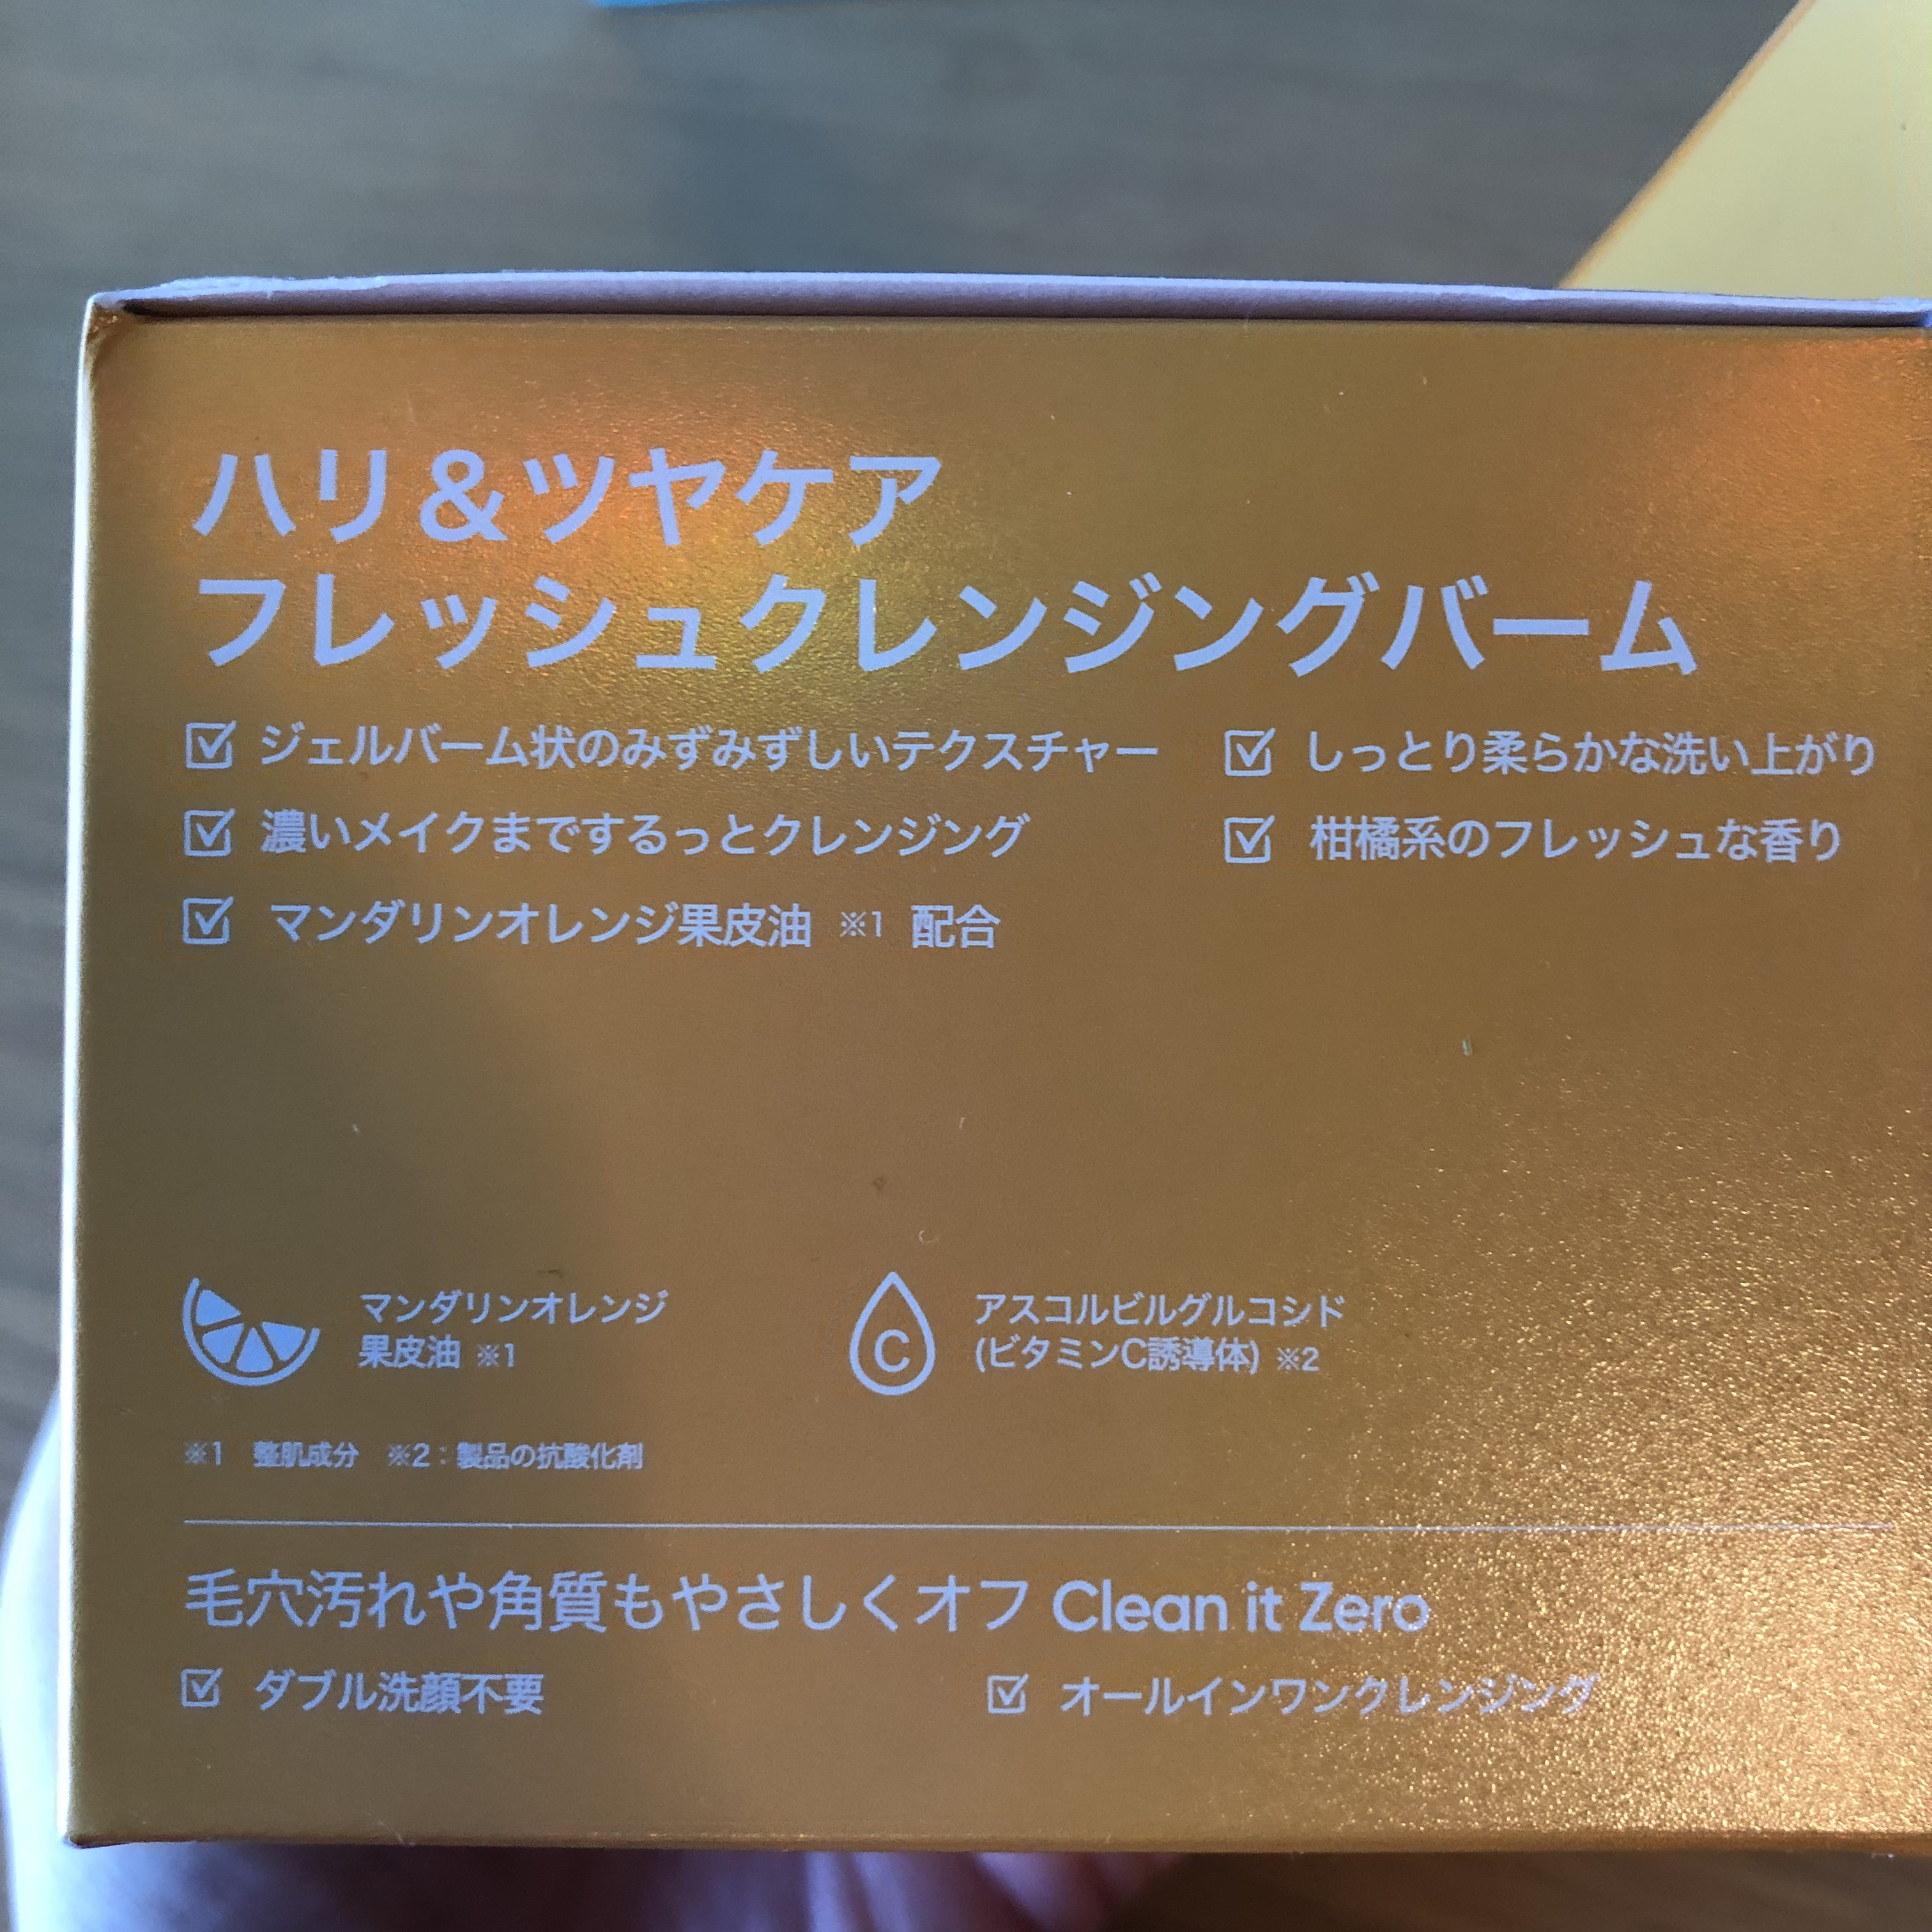 ハリ&ツヤケア
フレッシュクレンジングバーム
ジェルバーム状のみずみずしいテクスチャー
しっとり柔らかな洗い上がり
濃いメイクまでするっとクレンジング
柑橘系のフレッシュな香り
マンダリンオレンジ果皮油 ※1 配合
マンダリンオレンジ
果皮油 ※1
C
アスコルビルグルコシド
(ビタミンC誘導体) ※2
※1 整肌成分 ※2:製品の抗酸化剤
毛穴汚れや角質もやさしくオフ Clean it Zero
ダブル洗顔不要
オールインワンクレンジング